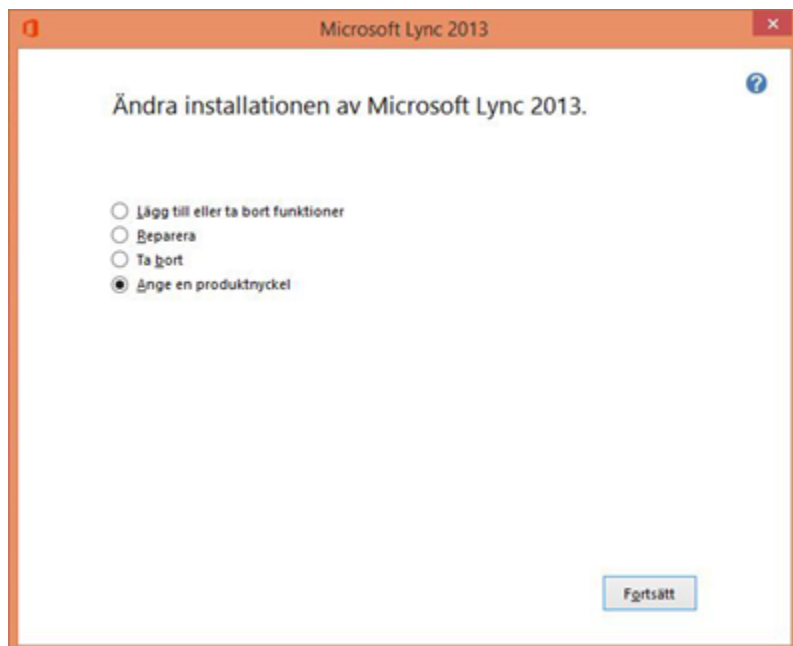 Microsoft Lync 2013
Ändra installationen av Microsoft Lync 2013.
Lägg till eller ta bort funktioner
Reparera
Ta bort
Ange en produktnyckel
Fortsätt